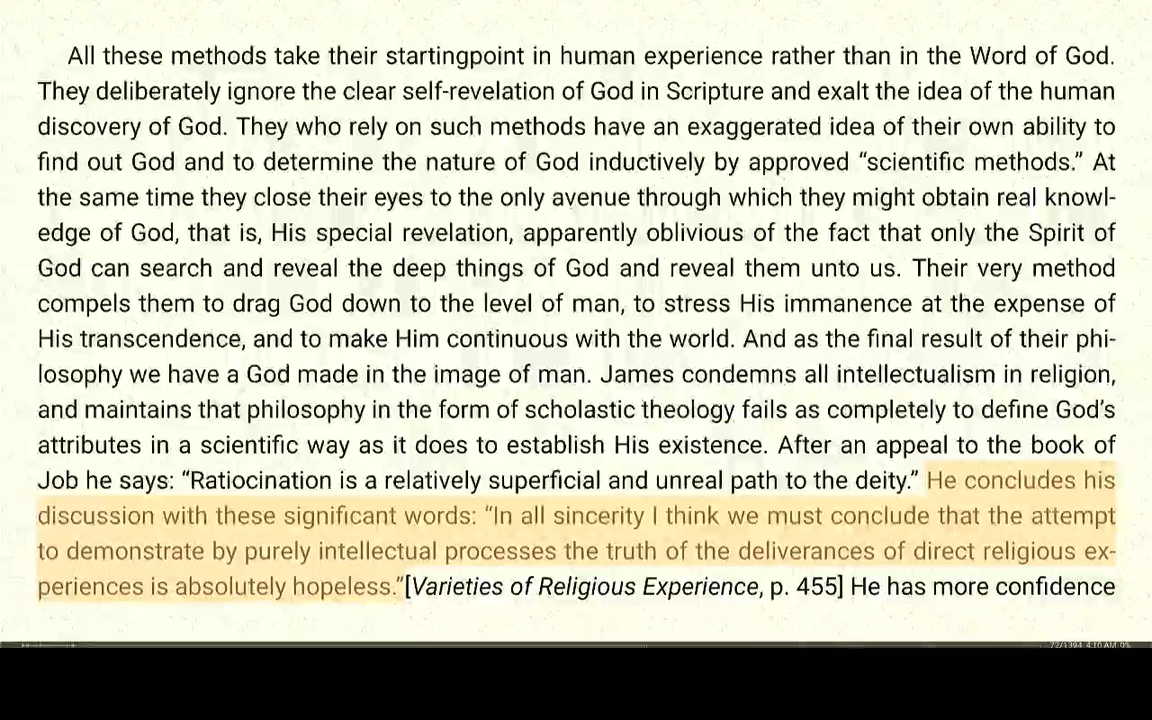 All these methods take their startingpoint in human experience rather than in the Word of God.
They deliberately ignore the clear self-revelation of God in Scripture and exalt the idea of the human
discovery of God. They who rely on such methods have an exaggerated idea of their own ability to
find out God and to determine the nature of God inductively by approved “scientific methods.” At
the same time they close their eyes to the only avenue through which they might obtain real knowl-
edge of God, that is, His special revelation, apparently oblivious of the fact that only the Spirit of
God can search and reveal the deep things of God and reveal them unto us. Their very method
compels them to drag God down to the level of man, to stress His immanence at the expense of
His transcendence, and to make Him continuous with the world. And as the final result of their phi-
losophy we have a God made in the image of man. James condemns all intellectualism in religion,
and maintains that philosophy in the form of scholastic theology fails as completely to define God’s
attributes in a scientific way as it does to establish His existence. After an appeal to the book of
Job he says: “Ratiocination is a relatively superficial and unreal path to the deity.” He concludes his
discussion with these significant words: “In all sincerity I think we must conclude that the attempt
to demonstrate by purely intellectual processes the truth of the deliverances of direct religious ex-
periences is absolutely hopeless.”[Varieties of Religious Experience, p. 455] He has more confidence
72/1394 4:10 AM 0%